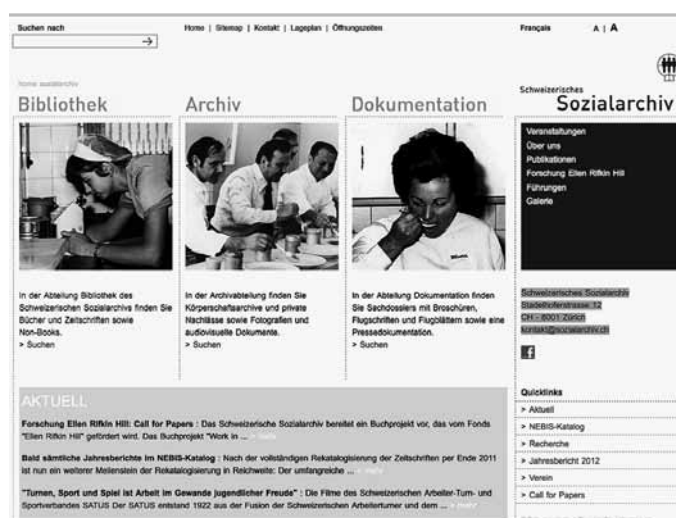 Suchen nach
Home | Sitemap | Kontakt | Lageplan | Öffnungszeiten
Français
A | A
home sozialarchiv
Bibliothek
Archiv
Dokumentation
Schweizerisches
Sozialarchiv
Veranstaltungen
Über uns
Publikationen
Forschung Ellen Rifkin Hill
Führungen
Galerie
In der Abteilung Bibliothek des
Schweizerischen Sozialarchivs finden Sie
Bücher und Zeitschriften sowie
Non-Books.
> Suchen
In der Archivabteilung finden Sie
Körperschaftsarchive und private
Nachlässe sowie Fotografien und
audiovisuelle Dokumente.
> Suchen
In der Abteilung Dokumentation finden
Sie Sachdossiers mit Broschüren,
Flugschriften und Flugblättern sowie eine
Pressedokumentation.
> Suchen
Schweizerisches Sozialarchiv
Stadelhoferstrasse 12
CH - 8001 Zürich
kontakt@sozialarchiv.ch
f
AKTUELL
Forschung Ellen Rifkin Hill: Call for Papers : Das Schweizerische Sozialarchiv bereitet ein Buchprojekt vor, das vom Fonds
"Ellen Rifkin Hill" gefördert wird. Das Buchprojekt "Work in ... > mehr
Bald sämtliche Jahresberichte im NEBIS-Katalog : Nach der vollständigen Rekatalogisierung der Zeitschriften per Ende 2011
ist nun ein weiterer Meilenstein der Rekatalogisierung in Reichweite: Der umfangreiche ... > mehr
"Turnen, Sport und Spiel ist Arbeit im Gewande jugendlicher Freude" : Die Filme des Schweizerischen Arbeiter-Turn- und
Sportverbandes SATUS Der SATUS entstand 1922 aus der Fusion der Schweizerischen Arbeiterturner und dem ... > mehr
Quicklinks
> Aktuell
> NEBIS-Katalog
> Recherche
> Jahresbericht 2012
> Verein
> Call for Papers